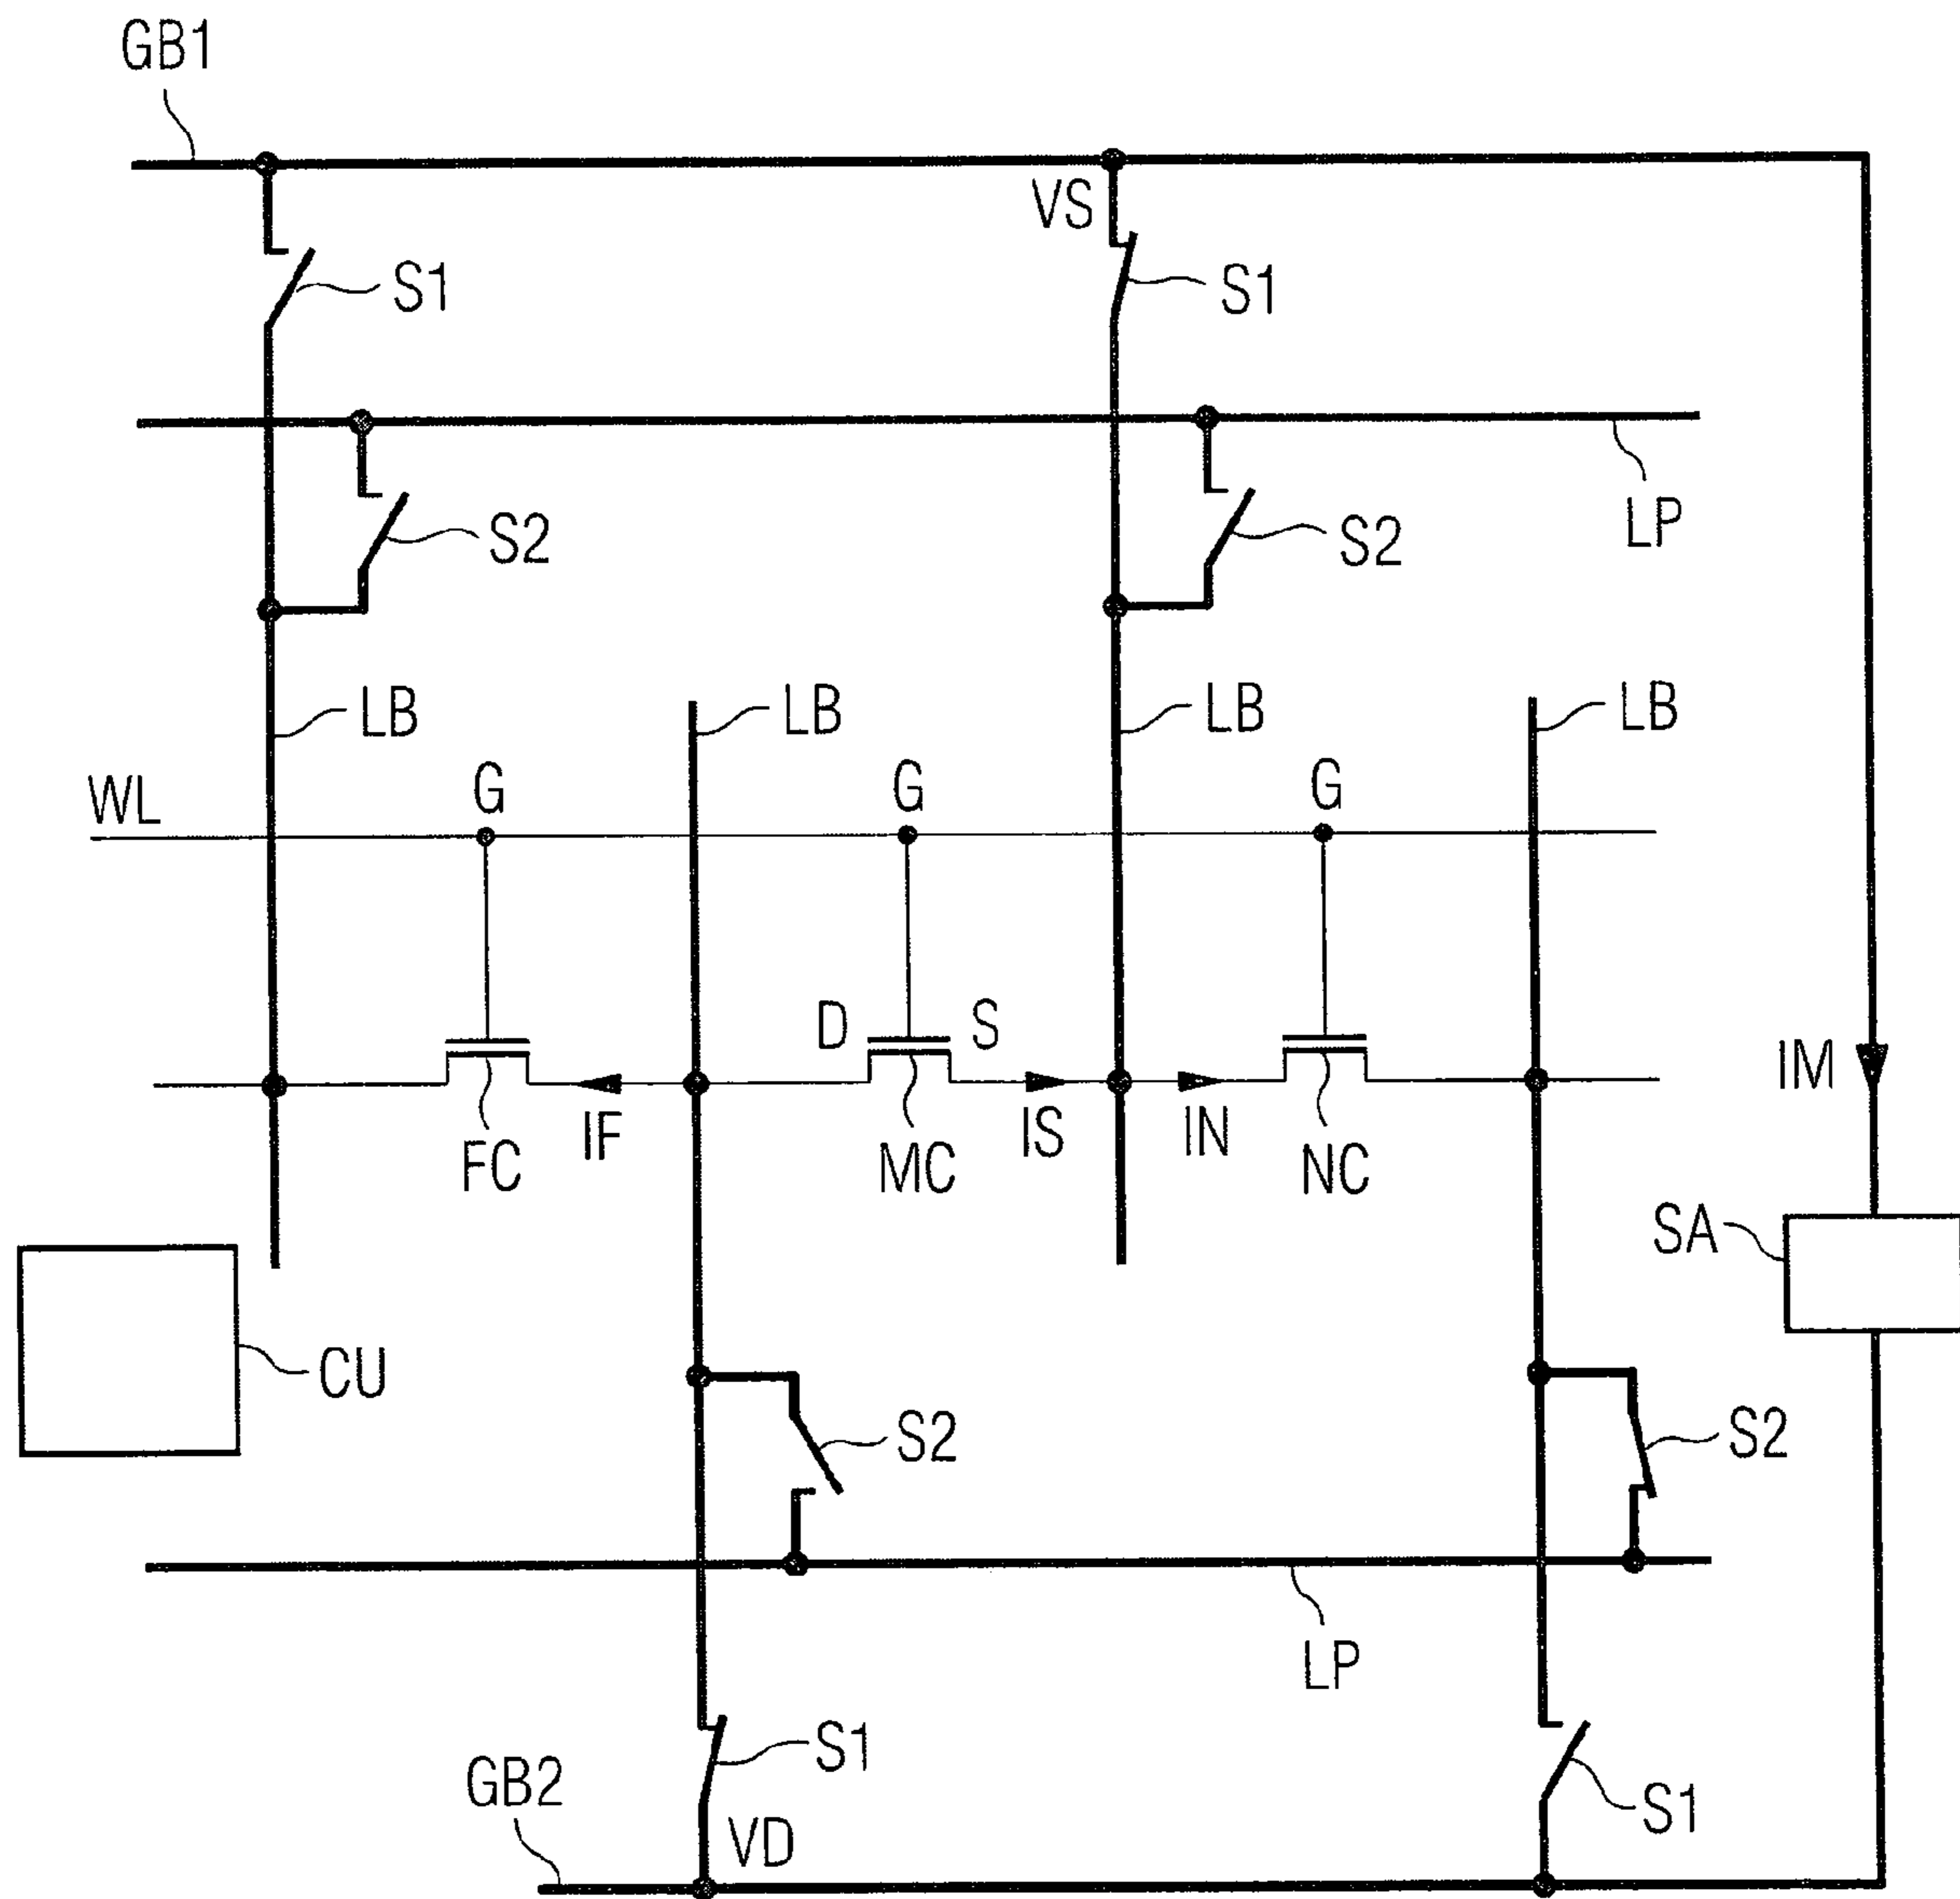 GB1
VS
S1
S1
S2
S2
LP
LB
LB
LB
LB
WL
G
G
G
D
S
IM
FC
IF
MC
IS
IN
NC
SA
CU
S2
S2
LP
S1
GB2
VD
S1